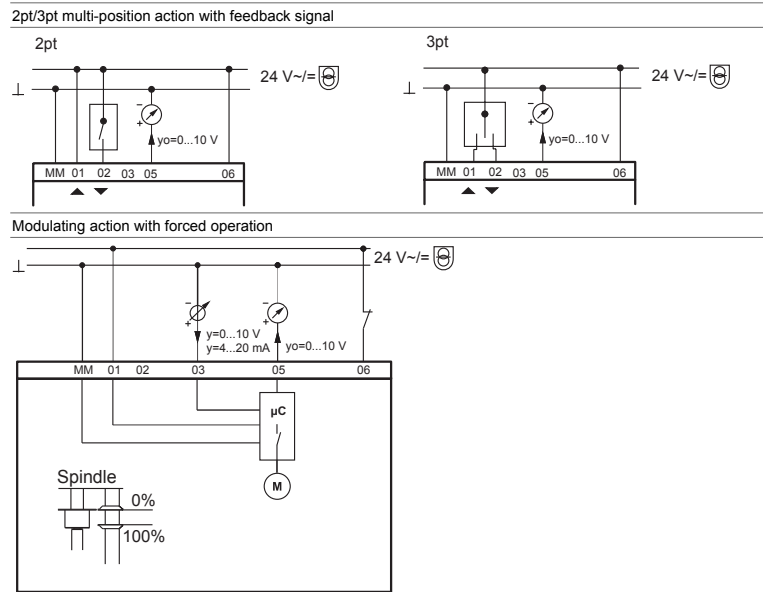 2pt/3pt multi-position action with feedback signal
2pt
3pt
24 V~/=
24 V~/=
⊥
⊥
-
+
yo=0...10 V
-
+
yo=0...10 V
MM 01 02 03 05 06
MM 01 02 03 05 06
▲ ▼
▲ ▼
Modulating action with forced operation
⊥
24 V~/=
-
+
y=0...10 V
y=4...20 mA
-
+
yo=0...10 V
MM 01 02 03 05 06
µC
M
Spindle
0%
100%